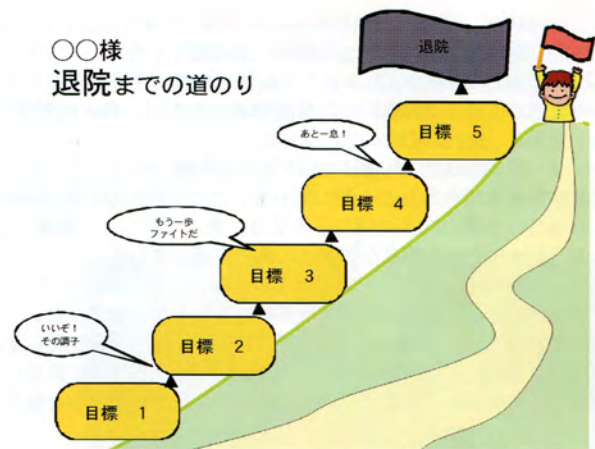 ○○様
退院までの道のり
退院
目標 5
あと一息!
目標 4
もう一歩
ファイトだ
目標 3
いいぞ!
その調子
目標 2
目標 1